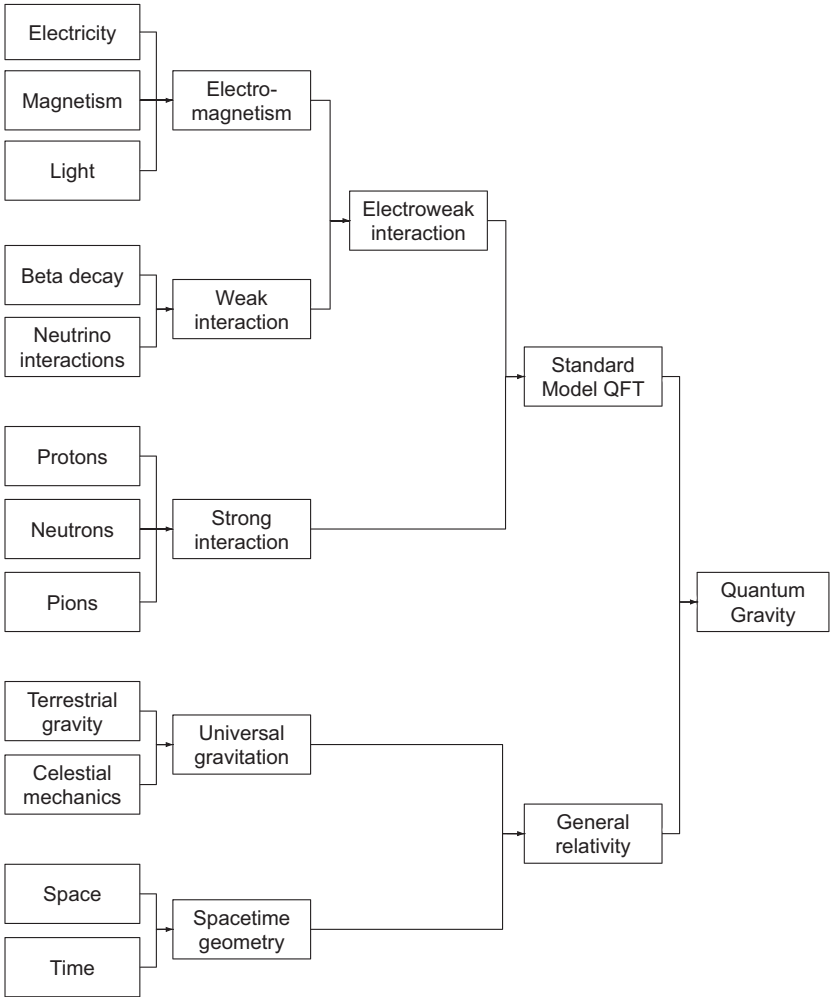 Electricity
Magnetism
Light
Electro-
magnetism
Electroweak
interaction
Beta decay
Neutrino
interactions
Weak
interaction
Standard
Model QFT
Protons
Neutrons
Pions
Strong
interaction
Quantum
Gravity
Terrestrial
gravity
Celestial
mechanics
Universal
gravitation
General
relativity
Space
Time
Spacetime
geometry